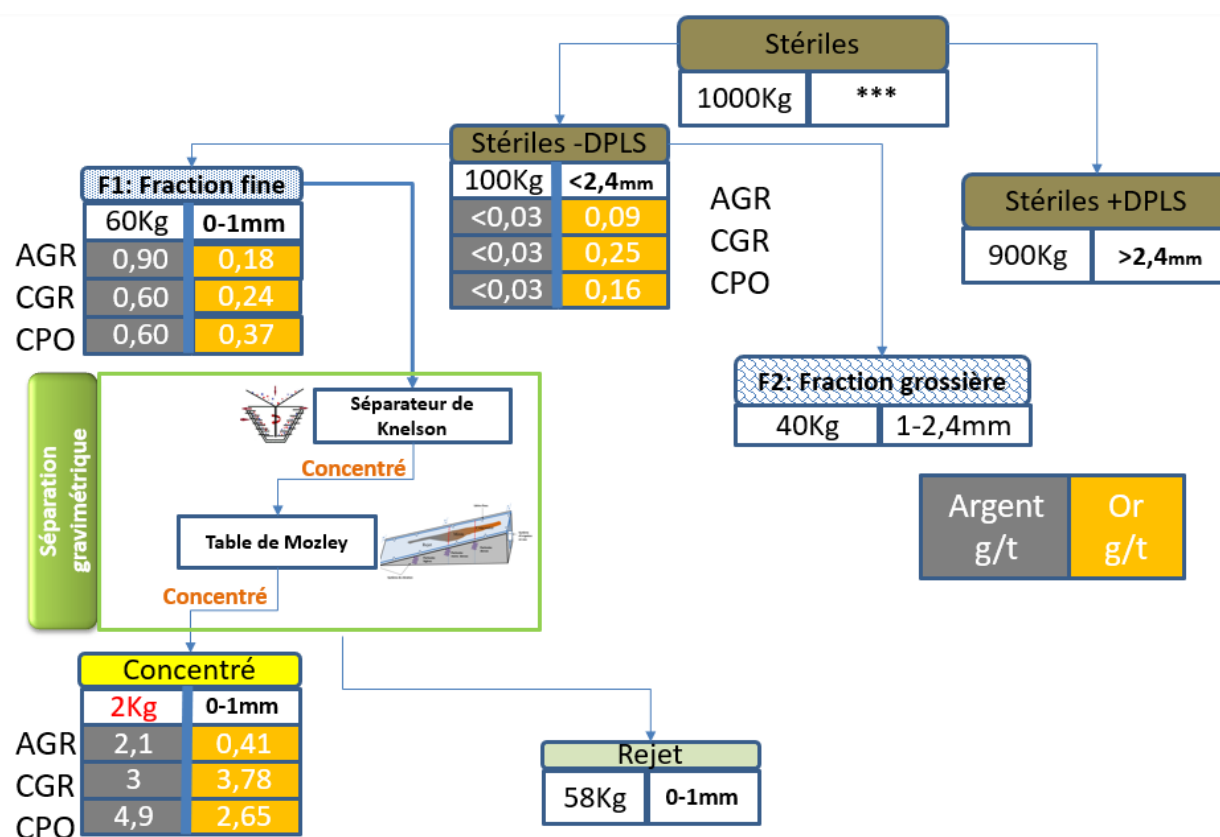 Stériles
1000Kg ***
Stériles -DPLS
100Kg <2,4mm
<0,03 0,09
<0,03 0,25
<0,03 0,16
AGR
CGR
CPO
F1: Fraction fine
60Kg 0-1mm
AGR 0,90 0,18
CGR 0,60 0,24
CPO 0,60 0,37
Stériles +DPLS
900Kg >2,4mm
F2: Fraction grossière
40Kg 1-2,4mm
Séparation
gravimétrique
Séparateur de
Knelson
Concentré
Table de Mozley
Concentré
Argent
g/t
Or
g/t
Concentré
2Kg 0-1mm
AGR 2,1 0,41
CGR 3 3,78
CPO 4,9 2,65
Rejet
58Kg 0-1mm